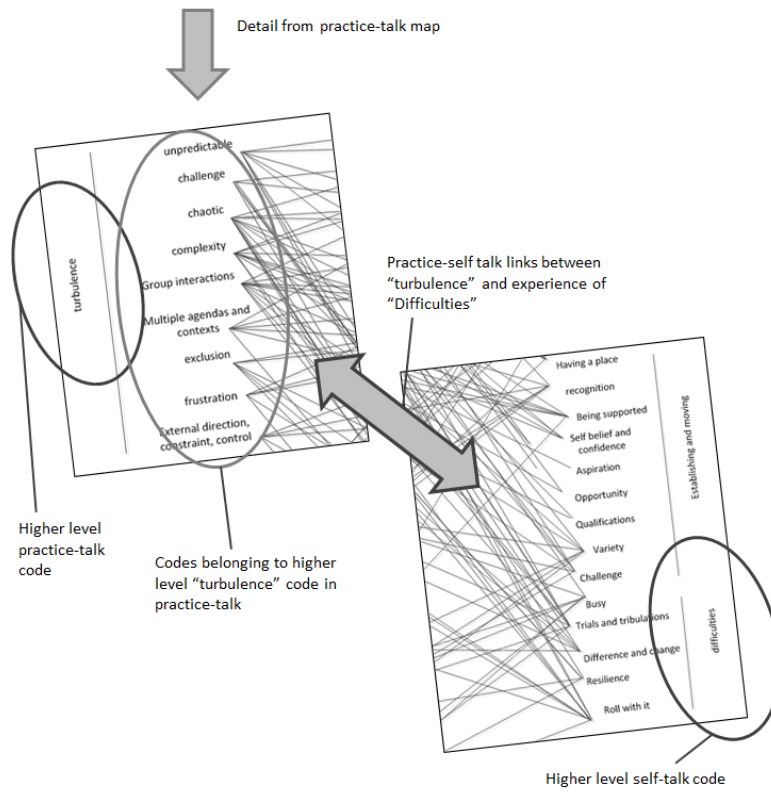 Detail from practice-talk map
unpredictable
challenge
chaotic
complexity
Group interactions
Multiple agendas and
contexts
exclusion
frustration
External direction,
constraint, control
turbulence
Practice-self talk links between
“turbulence” and experience of
“Difficulties”
Having a place
recognition
Being supported
Self belief and
confidence
Aspiration
Opportunity
Qualifications
Variety
Challenge
Busy
Trials and tribulations
Difference and change
Resilience
Roll with it
Establishing and moving
difficulties
Higher level
practice-talk
code
Codes belonging to higher
level “turbulence” code in
practice-talk
Higher level self-talk code